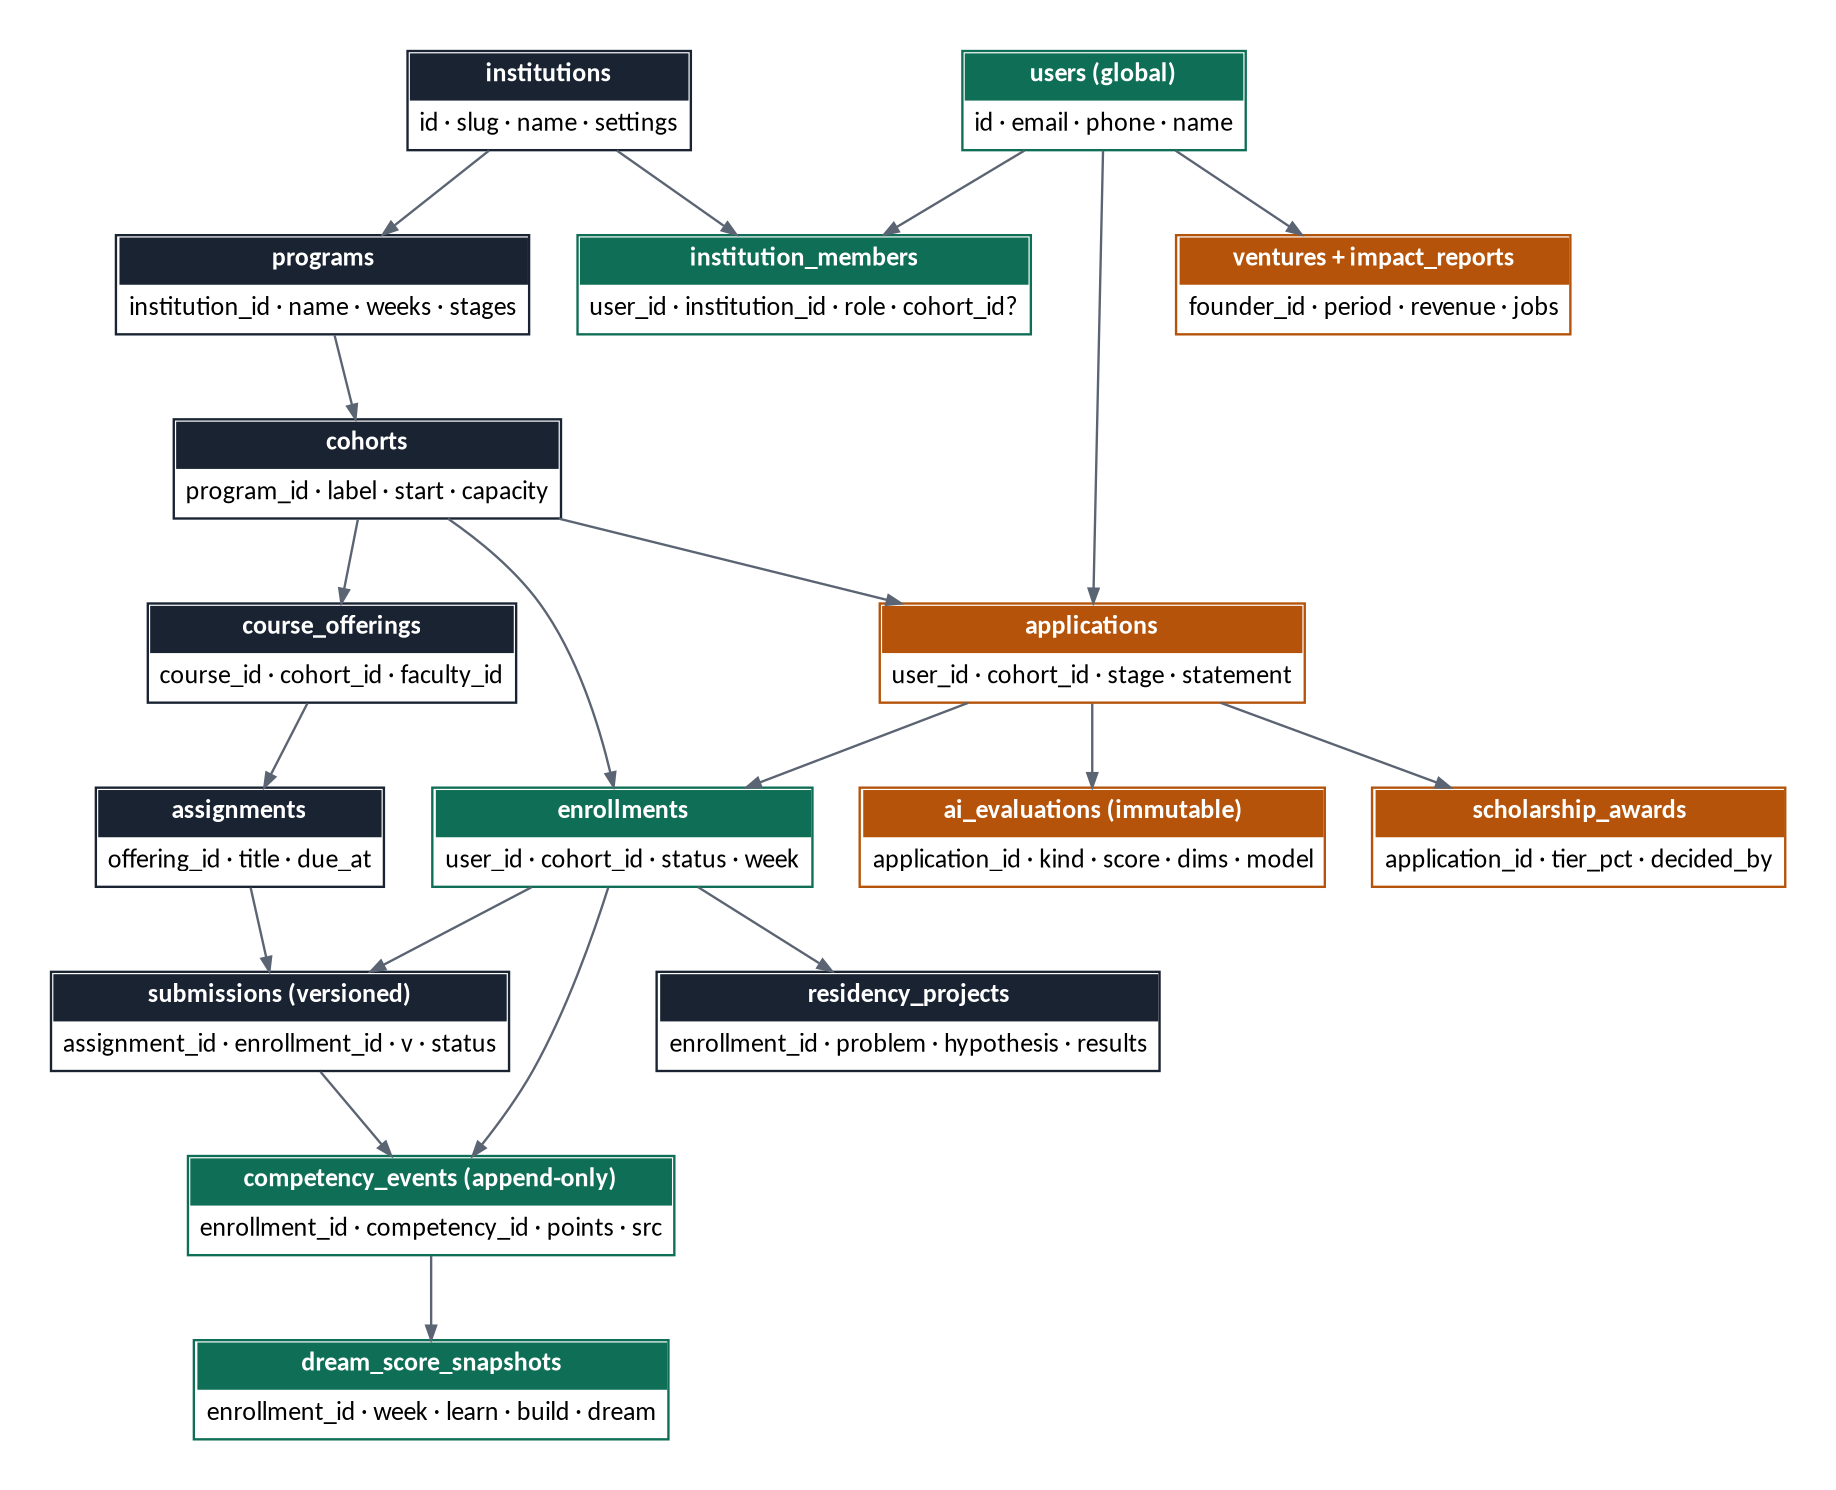 institutions
id · slug · name · settings
users (global)
id · email · phone · name
programs
institution_id · name · weeks · stages
institution_members
user_id · institution_id · role · cohort_id?
ventures + impact_reports
founder_id · period · revenue · jobs
cohorts
program_id · label · start · capacity
course_offerings
course_id · cohort_id · faculty_id
applications
user_id · cohort_id · stage · statement
assignments
offering_id · title · due_at
enrollments
user_id · cohort_id · status · week
ai_evaluations (immutable)
application_id · kind · score · dims · model
scholarship_awards
application_id · tier_pct · decided_by
submissions (versioned)
assignment_id · enrollment_id · v · status
residency_projects
enrollment_id · problem · hypothesis · results
competency_events (append-only)
enrollment_id · competency_id · points · src
dream_score_snapshots
enrollment_id · week · learn · build · dream